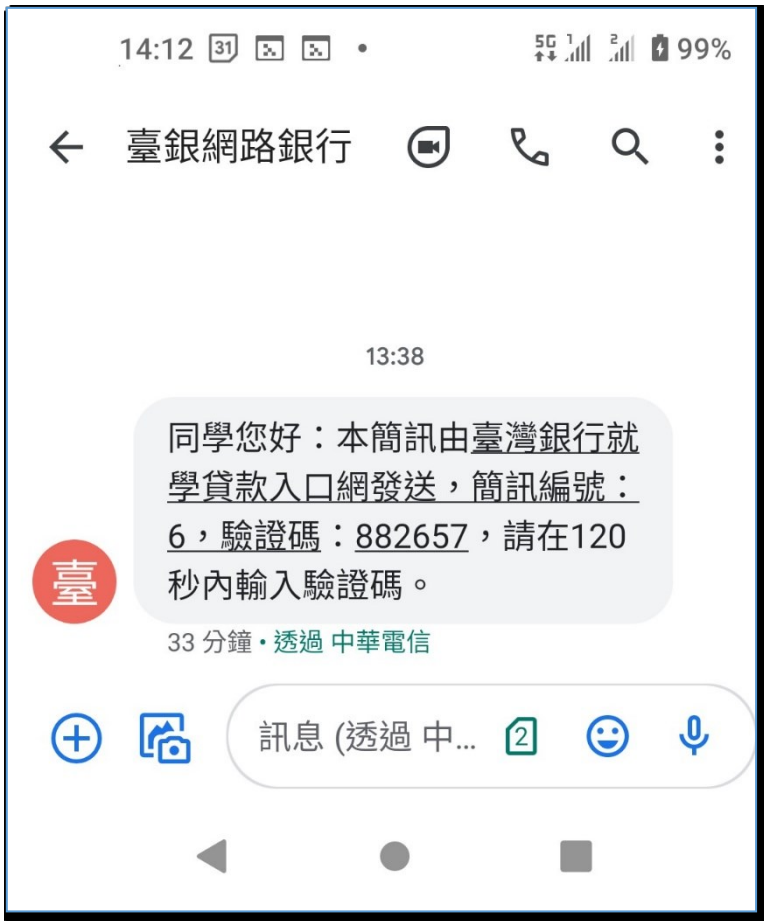 14:12 31 5G 1 2 99%
臺銀網路銀行
13:38
同學您好：本簡訊由臺灣銀行就
學貸款入口網發送，簡訊編號：
6，驗證碼：882657，請在120
秒內輸入驗證碼。
臺
33 分鐘 • 透過 中華電信
訊息 (透過 中... 2